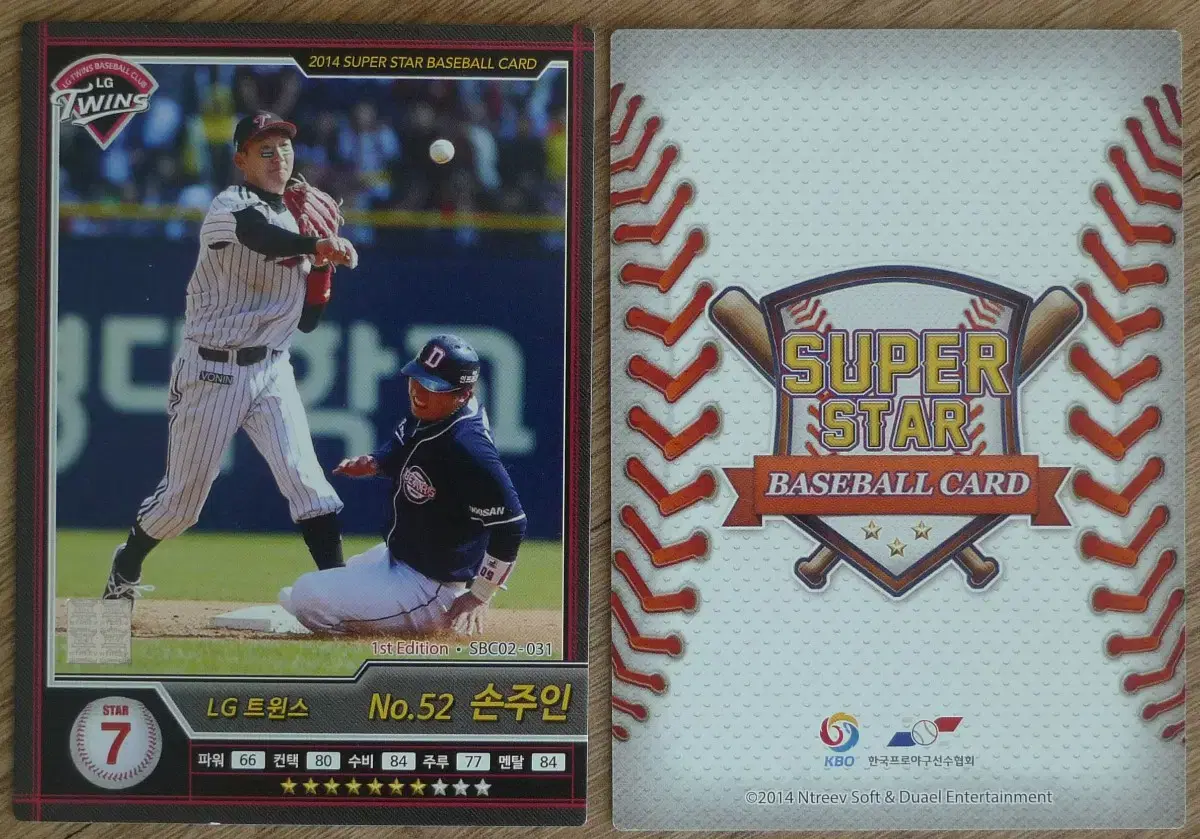 2014 SUPER STAR BASEBALL CARD
LG TWINS BASEBALL CLUB
LG
TWINS
T
D
VONIN
DOOSAN
1st Edition • SBC02-031
LG 트윈스 No.52 손주인
STAR
7
파워 66 컨택 80 수비 84 주루 77 멘탈 84
SUPER
STAR
BASEBALL CARD
KBO 한국프로야구선수협회
©2014 Ntreev Soft & Duael Entertainment